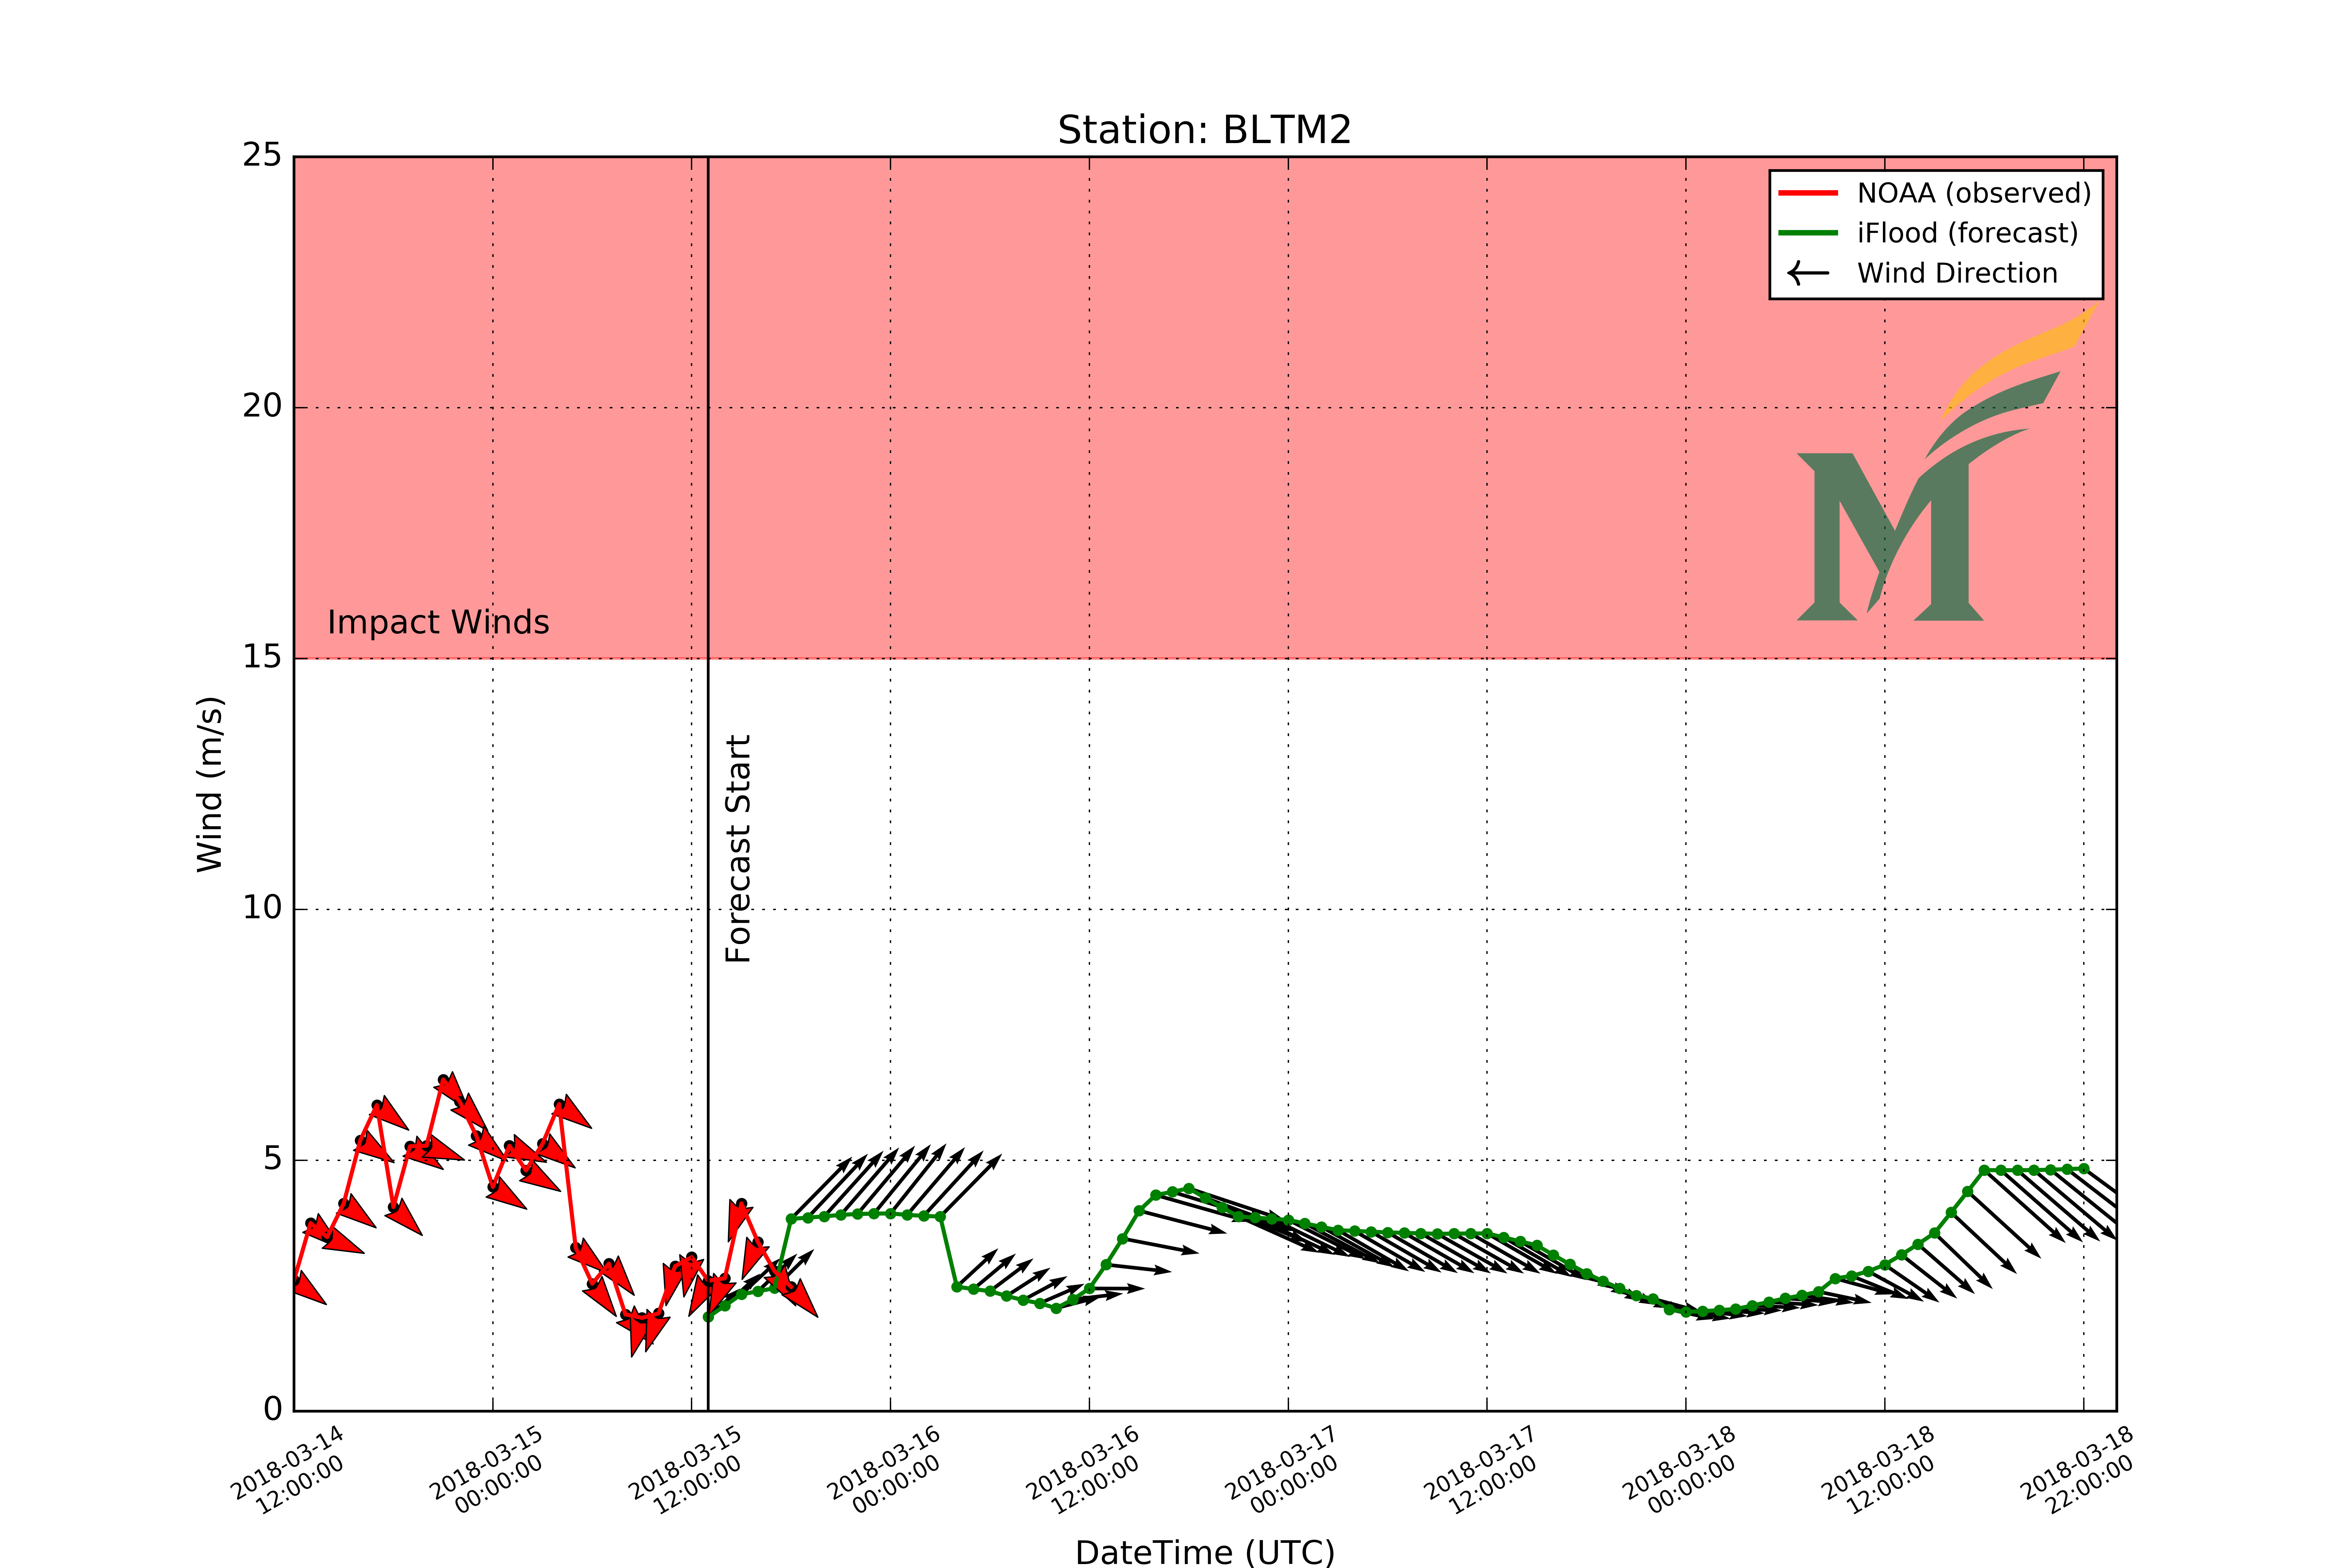 Station: BLTM2
25
20
15
10
5
0
Wind (m/s)
NOAA (observed)
iFlood (forecast)
Wind Direction
M
Impact Winds
Forecast Start
2018-03-14
12:00:00
2018-03-15
00:00:00
2018-03-15
12:00:00
2018-03-16
00:00:00
2018-03-16
12:00:00
2018-03-17
00:00:00
2018-03-17
12:00:00
2018-03-18
00:00:00
2018-03-18
12:00:00
2018-03-18
22:00:00
DateTime (UTC)